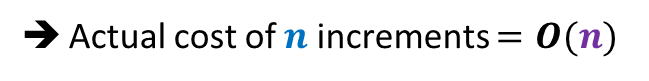 ➔ Actual cost of n increments = O(n)